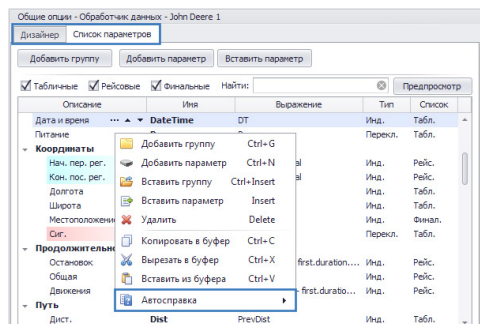 Общие опции - Обработчик данных - John Deere 1
Дизайнер Список параметров
Добавить группу Добавить параметр Вставить параметр
Табличные Рейсовые Финальные Найти: Предпросмотр
Описание Имя Выражение Тип Список
Дата и время ••• DateTime DT Инд. Табл.
Питание Перекл. Табл.
Координаты
Нач. пер. рег. Инд. Рейс.
Кон. пос. рег. Инд. Рейс.
Долгота Инд. Табл.
Широта Инд. Табл.
Местоположени Инд. Финал.
Сиг. Перекл. Табл.
Продолжительно
Остановок first.duration.... Инд. Рейс.
Общая Инд. Рейс.
Движения - first.duratio... Инд. Рейс.
Путь
Дист. Dist PrevDist Инд. Табл.
Добавить группу Ctrl+G
Добавить параметр Ctrl+N
Вставить группу Ctrl+Insert
Вставить параметр Insert
Удалить Delete
Копировать в буфер Ctrl+C
Вырезать в буфер Ctrl+X
Вставить из буфера Ctrl+V
Автосправка